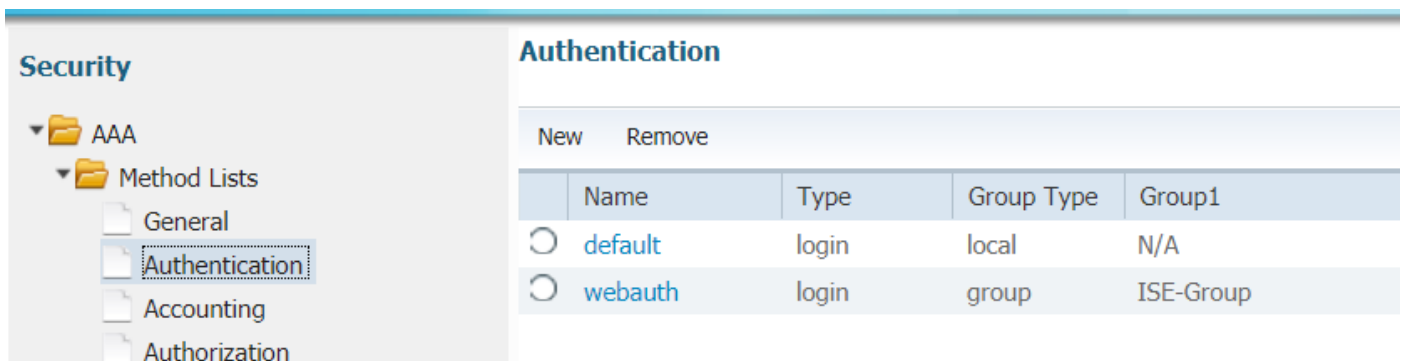 Security
AAA
Method Lists
General
Authentication
Accounting
Authorization
Authentication
New Remove
Name Type Group Type Group1
default login local N/A
webauth login group ISE-Group